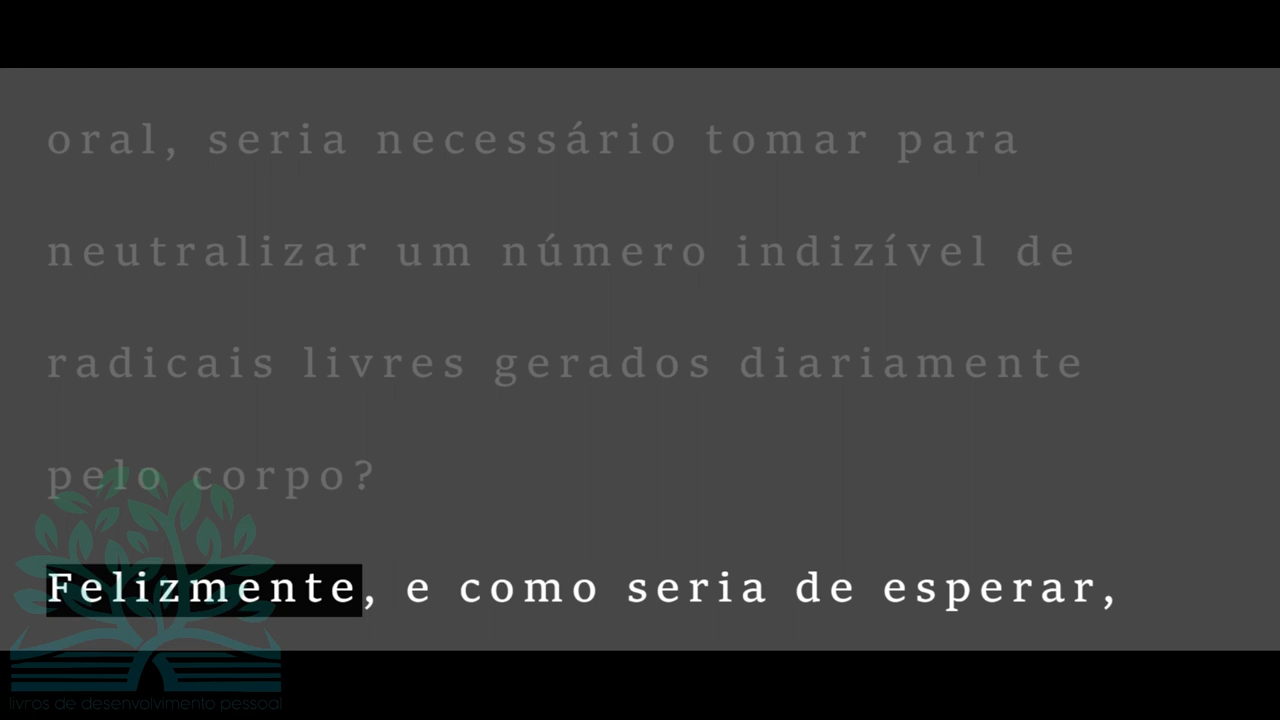 oral, seria necessário tomar para
neutralizar um número indizível de
radicais livres gerados diariamente
pelo corpo?
Felizmente, e como seria de esperar,
livros de desenvolvimento pessoal